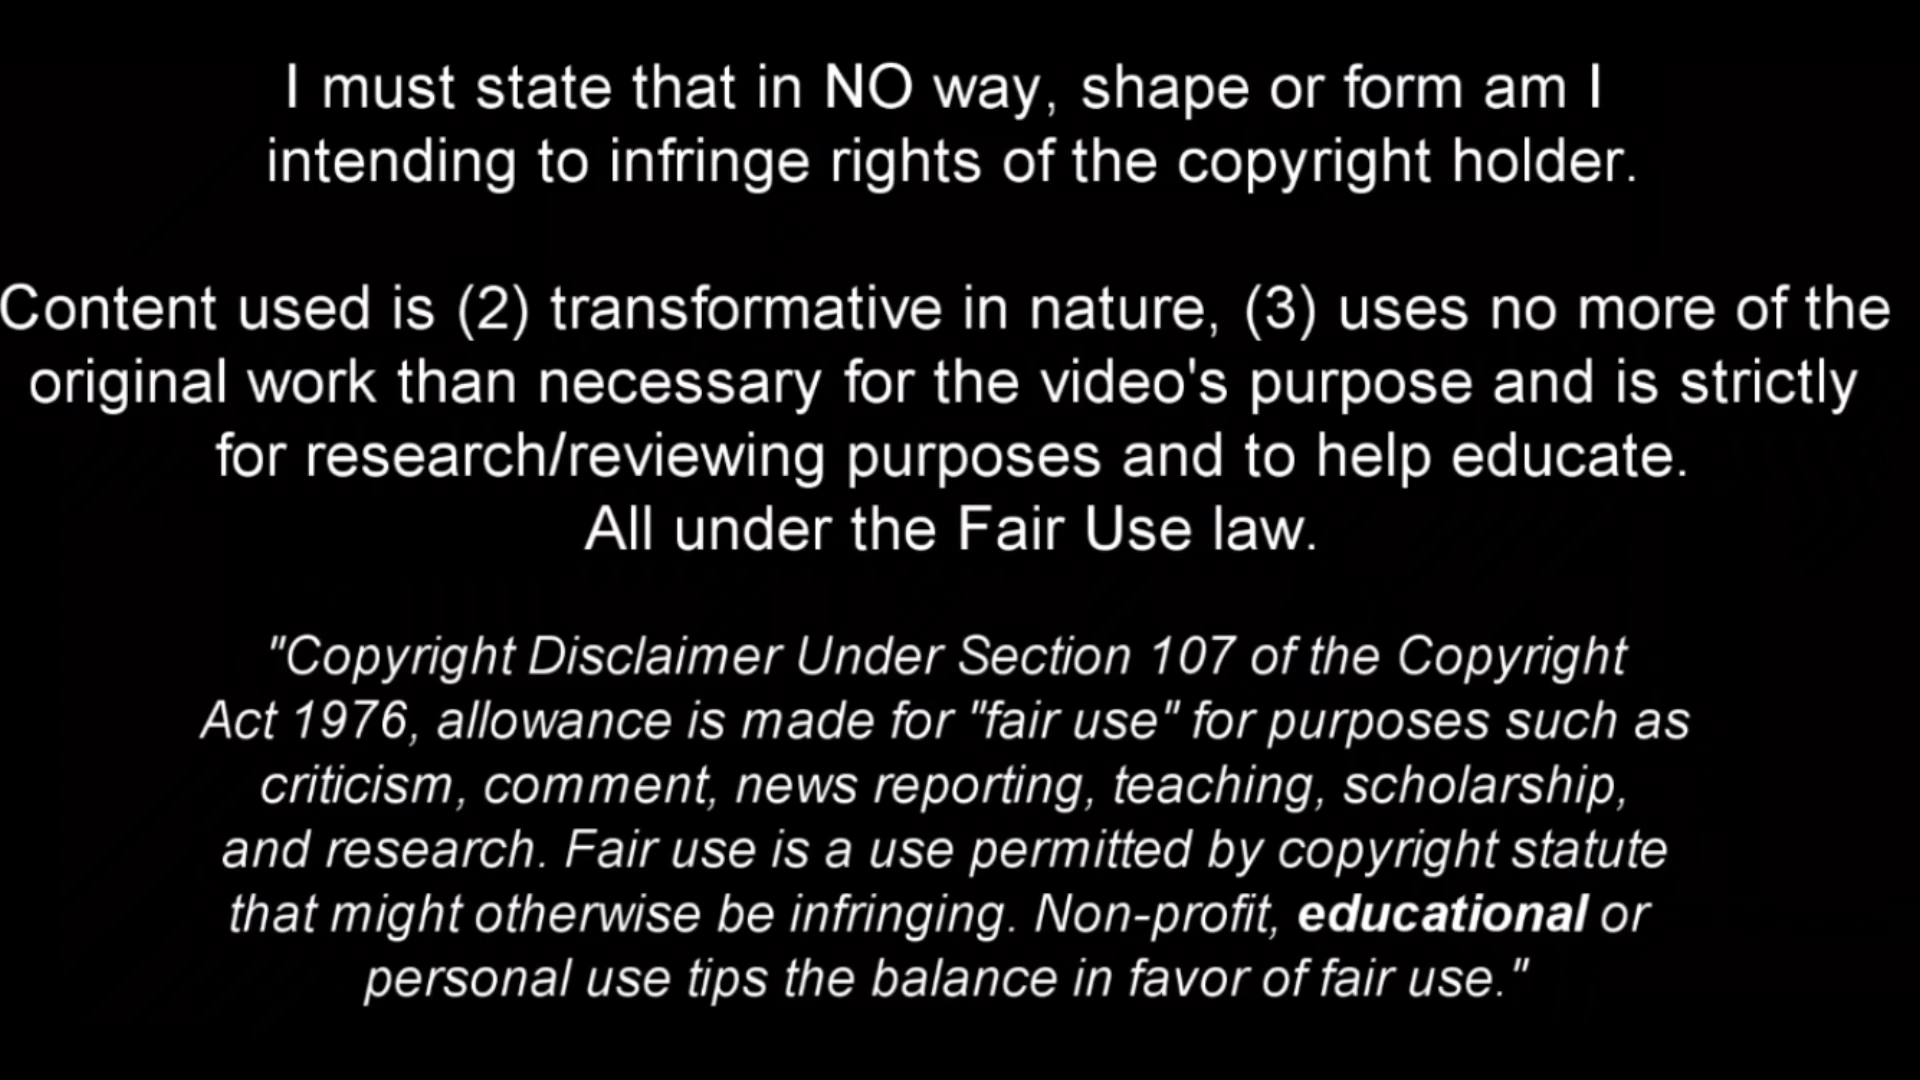 I must state that in NO way, shape or form am I
intending to infringe rights of the copyright holder.
Content used is (2) transformative in nature, (3) uses no more of the
original work than necessary for the video's purpose and is strictly
for research/reviewing purposes and to help educate.
All under the Fair Use law.
"Copyright Disclaimer Under Section 107 of the Copyright
Act 1976, allowance is made for "fair use" for purposes such as
criticism, comment, news reporting, teaching, scholarship,
and research. Fair use is a use permitted by copyright statute
that might otherwise be infringing. Non-profit, educational or
personal use tips the balance in favor of fair use."